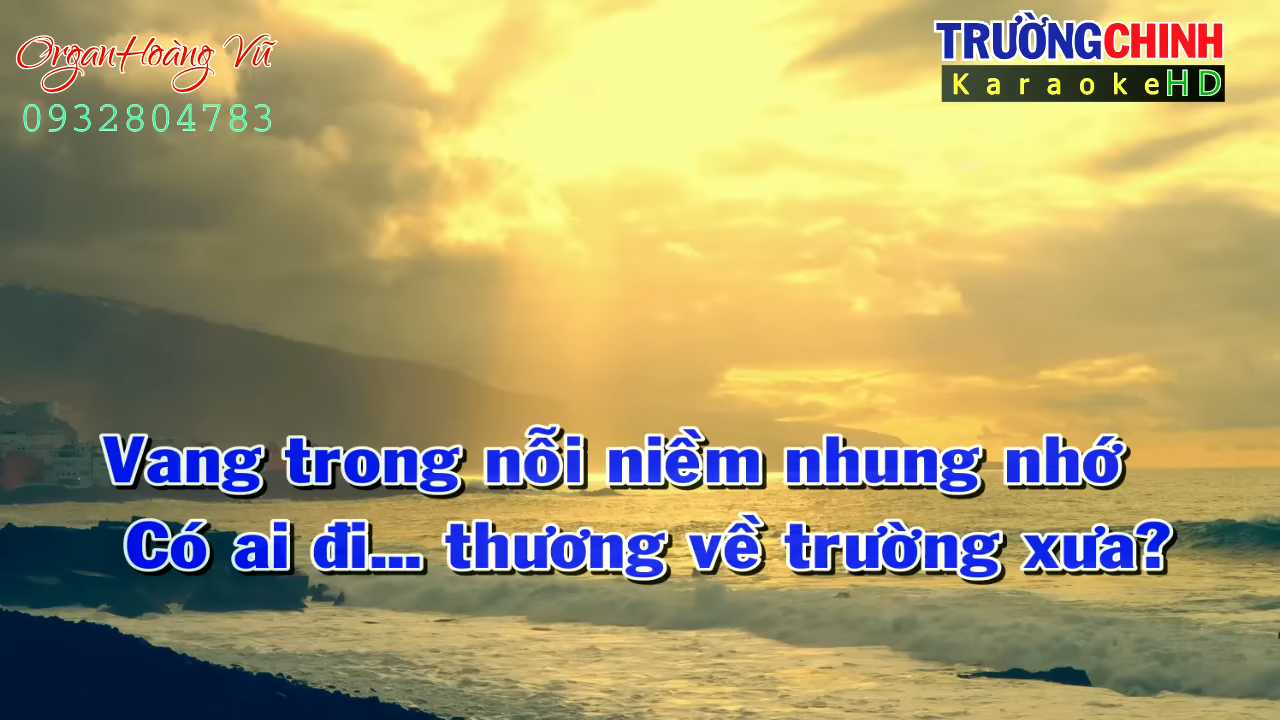 OrganHoàng Vũ
0932804783
TRƯỜNGCHINH
KaraokeHD
Vang trong nỗi niềm nhung nhớ
Có ai đi... thương về trường xưa?